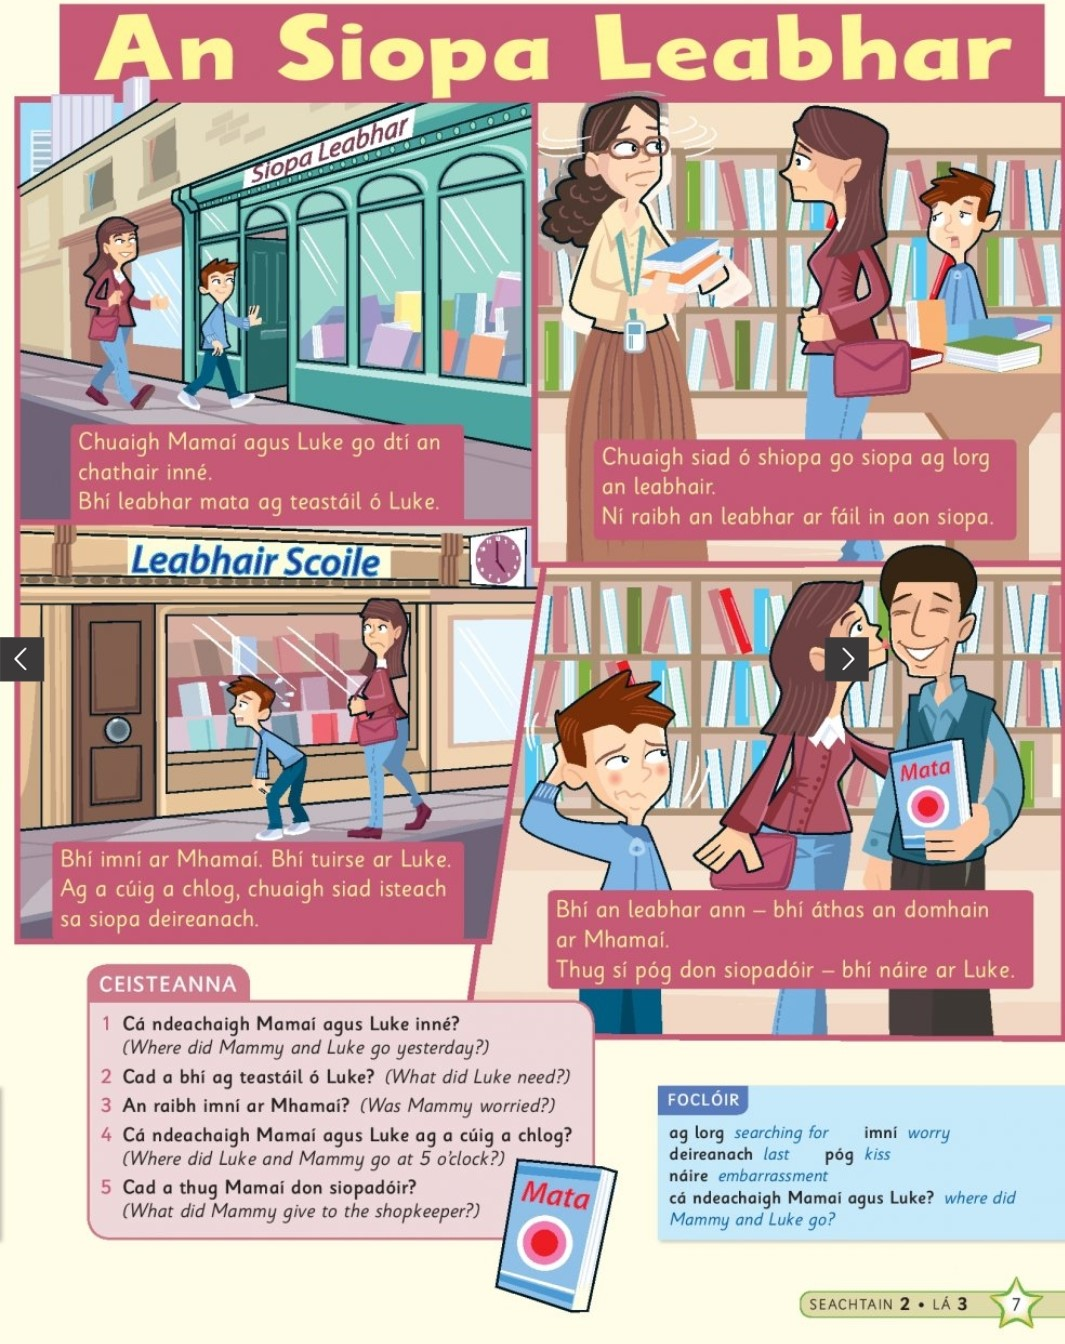 An Siopa Leabhar
Siopa Leabhar
Chuaigh Mamaí agus Luke go dtí an
chathair inné.
Bhí leabhar mata ag teastáil ó Luke.
Chuaigh siad ó shiopa go siopa ag lorg
an leabhair.
Ní raibh an leabhar ar fáil in aon siopa.
Leabhair Scoile
Bhí imní ar Mhamaí. Bhí tuirse ar Luke.
Ag a cúig a chlog, chuaigh siad isteach
sa siopa deireanach.
Mata
Bhí an leabhar ann – bhí áthas an domhain
ar Mhamaí.
Thug sí póg don siopadóir – bhí náire ar Luke.
CEISTEANNA
1 Cá ndeachaigh Mamaí agus Luke inné?
(Where did Mammy and Luke go yesterday?)
2 Cad a bhí ag teastáil ó Luke? (What did Luke need?)
3 An raibh imní ar Mhamaí? (Was Mammy worried?)
4 Cá ndeachaigh Mamaí agus Luke ag a cúig a chlog?
(Where did Luke and Mammy go at 5 o'clock?)
5 Cad a thug Mamaí don siopadóir?
(What did Mammy give to the shopkeeper?)
Mata
FOCLÓIR
ag lorg searching for imní worry
deireanach last póg kiss
náire embarrassment
cá ndeachaigh Mamaí agus Luke? where did
Mammy and Luke go?
SEACHTAIN 2 • LÁ 3 7